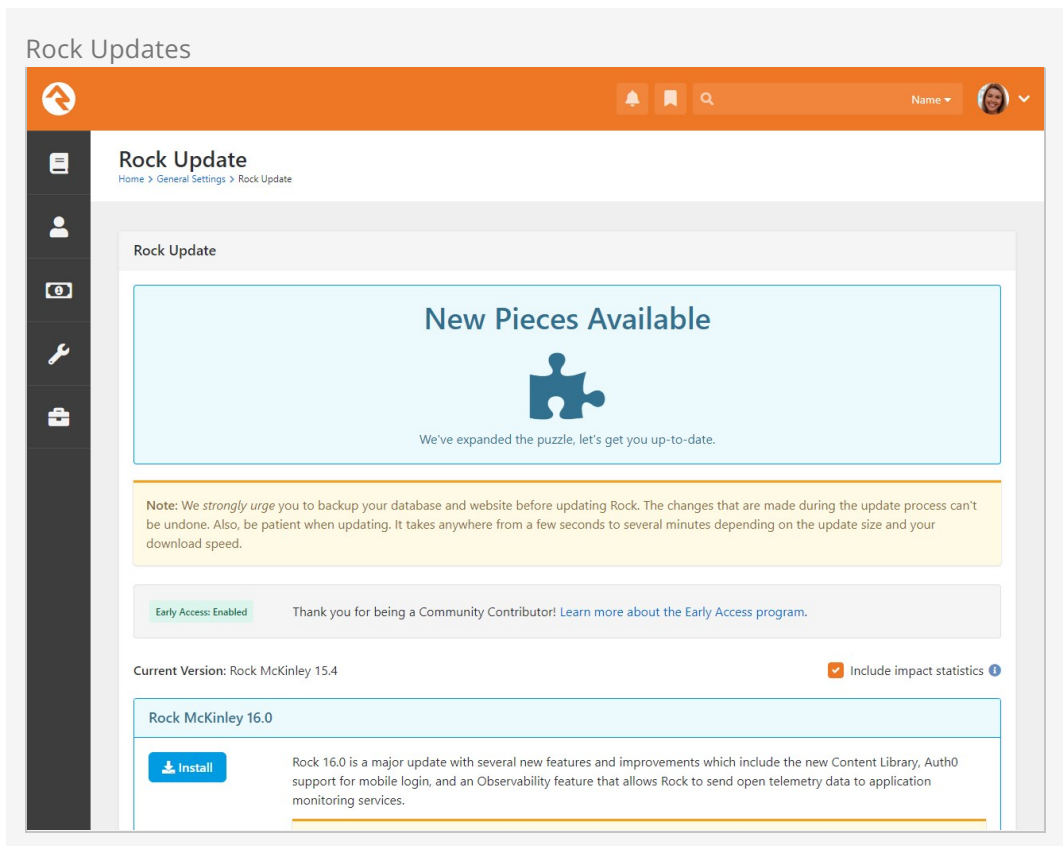 Rock Updates
Name
Rock Update
Home > General Settings > Rock Update
Rock Update
New Pieces Available
We've expanded the puzzle, let's get you up-to-date.
Note: We strongly urge you to backup your database and website before updating Rock. The changes that are made during the update process can't
be undone. Also, be patient when updating. It takes anywhere from a few seconds to several minutes depending on the update size and your
download speed.
Early Access: Enabled
Thank you for being a Community Contributor! Learn more about the Early Access program.
Current Version: Rock McKinley 15.4
Include impact statistics
Rock McKinley 16.0
Install
Rock 16.0 is a major update with several new features and improvements which include the new Content Library, Auth0
support for mobile login, and an Observability feature that allows Rock to send open telemetry data to application
monitoring services.